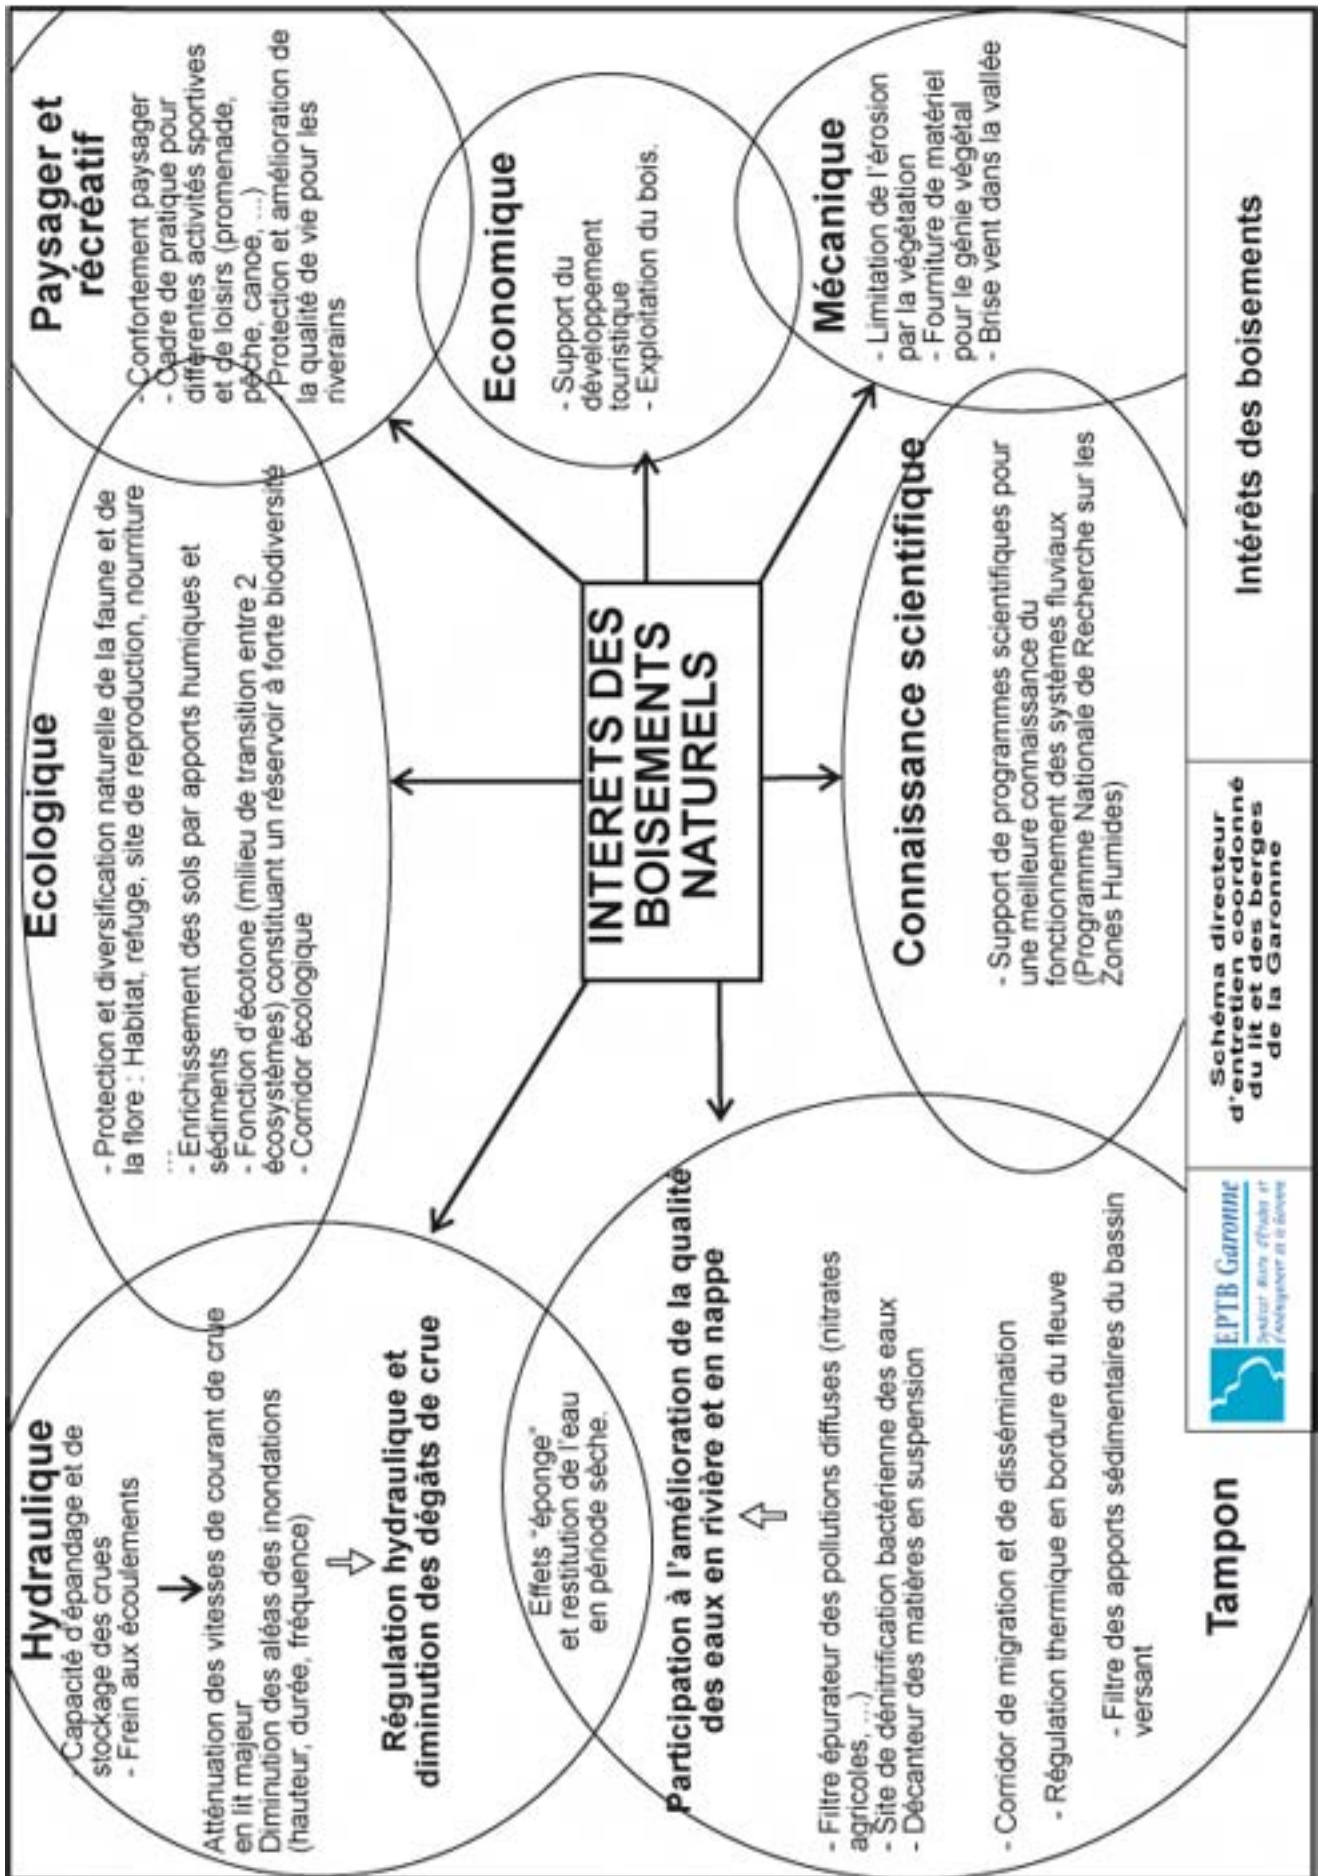 Hydraulique
- Capacité d'épandage et de
stockage des crues
- Frein aux écoulements
Atténuation des vitesses de courant de crue
en lit majeur
Diminution des aléas des inondations
(hauteur, durée, fréquence)
Régulation hydraulique et
diminution des dégâts de crue
Ecologique
- Protection et diversification naturelle de la faune et de
la flore : Habitat, refuge, site de reproduction, nourriture
...
- Enrichissement des sols par apports humiques et
sédiments
- Fonction d'écotone (milieu de transition entre 2
écosystèmes) constituant un réservoir à forte biodiversité
- Corridor écologique
Paysager et
récréatif
- Confortement paysager
- Cadre de pratique pour
différentes activités sportives
et de loisirs (promenade,
pêche, canoe, ...)
- Protection et amélioration de
la qualité de vie pour les
riverains
Effets "éponge"
et restitution de l'eau
en période sèche.
INTERETS DES
BOISEMENTS
NATURELS
Economique
- Support du
développement
touristique
- Exploitation du bois.
Participation à l'amélioration de la qualité
des eaux en rivière et en nappe
- Filtre épurateur des pollutions diffuses (nitrates
agricoles, ...)
- Site de dénitrification bactérienne des eaux
- Décanteur des matières en suspension
- Corridor de migration et de dissémination
- Régulation thermique en bordure du fleuve
- Filtre des apports sédimentaires du bassin
versant
Tampon
Connaissance scientifique
- Support de programmes scientifiques pour
une meilleure connaissance du
fonctionnement des systèmes fluviaux
(Programme Nationale de Recherche sur les
Zones Humides)
Mécanique
- Limitation de l'érosion
par la végétation
- Fourniture de matériel
pour le génie végétal
- Brise vent dans la vallée
EPTB Garonne
Syndicat Mixte d'Etudes et
d'Aménagement de la Garonne
Schéma directeur
d'entretien coordonné
du lit et des berges
de la Garonne
Intérêts des boisements